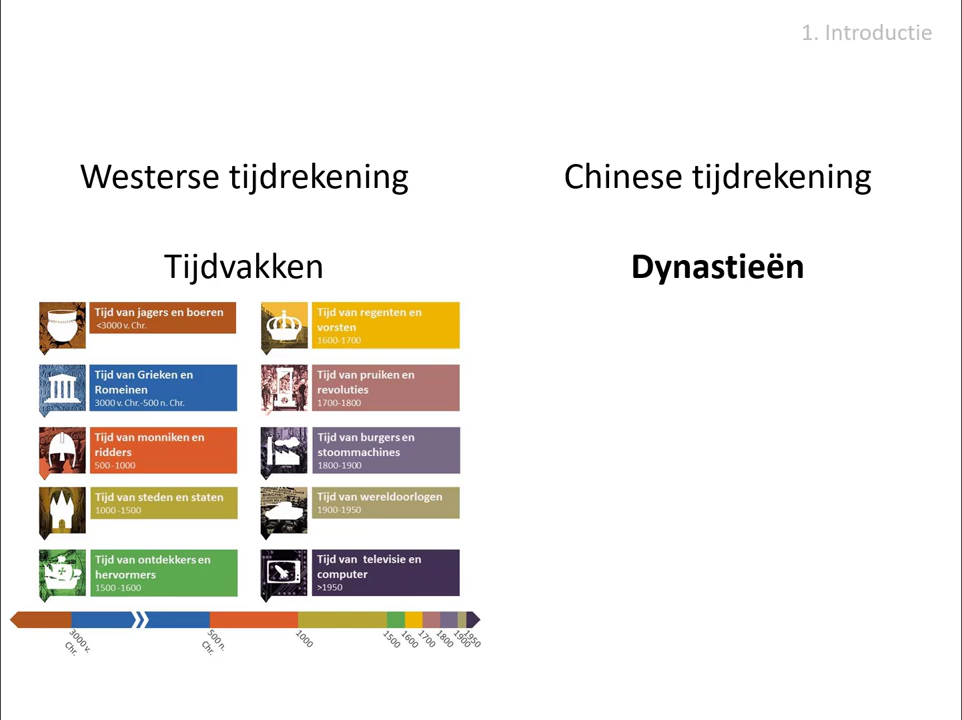 1. Introductie
Westerse tijdrekening
Chinese tijdrekening
Tijdvakken
Dynastieën
Tijd van jagers en boeren
<3000 v. Chr.
Tijd van Grieken en
Romeinen
3000 v. Chr.-500 n. Chr.
Tijd van monniken en
ridders
500 -1000
Tijd van steden en staten
1000 -1500
Tijd van ontdekkers en
hervormers
1500 -1600
Tijd van regenten en
vorsten
1600-1700
Tijd van pruiken en
revoluties
1700-1800
Tijd van burgers en
stoommachines
1800-1900
Tijd van wereldoorlogen
1900-1950
Tijd van televisie en
computer
>1950
3000 v.
Chr.
500 n.
Chr.
1000
1500
1600
1700
1800
1900
1950